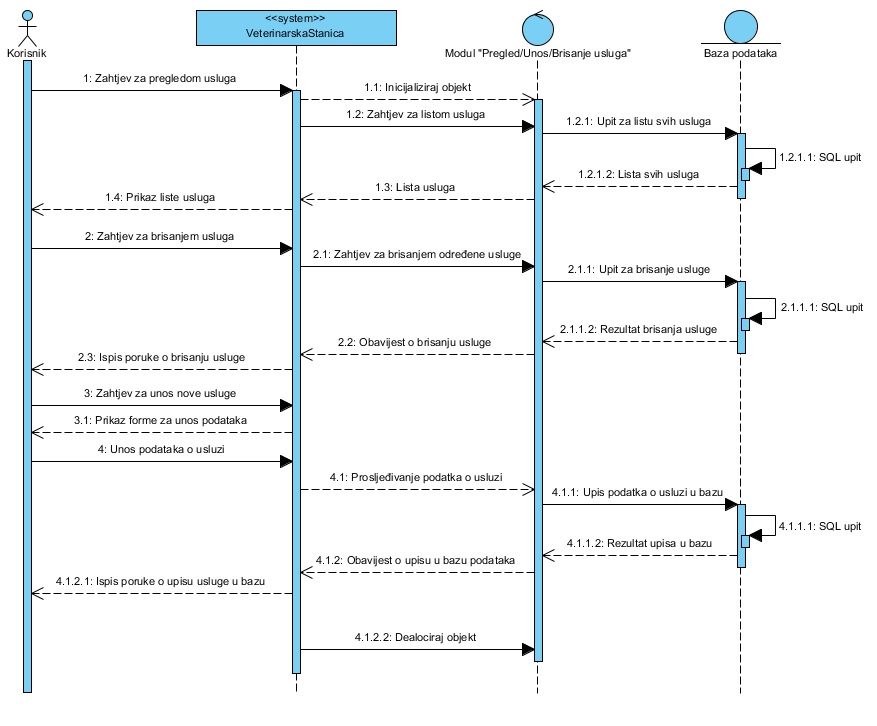 <<system>>
VeterinarskaStanica
Korisnik
Modul "Pregled/Unos/Brisanje usluga"
Baza podataka
1: Zahtjev za pregledom usluga
1.1: Inicijaliziraj objekt
1.2: Zahtjev za listom usluga
1.2.1: Upit za listu svih usluga
1.2.1.1: SQL upit
1.2.1.2: Lista svih usluga
1.3: Lista usluga
1.4: Prikaz liste usluga
2: Zahtjev za brisanjem usluga
2.1: Zahtjev za brisanjem određene usluge
2.1.1: Upit za brisanje usluge
2.1.1.1: SQL upit
2.1.1.2: Rezultat brisanja usluge
2.2: Obavijest o brisanju usluge
2.3: Ispis poruke o brisanju usluge
3: Zahtjev za unos nove usluge
3.1: Prikaz forme za unos podataka
4: Unos podataka o usluzi
4.1: Prosljeđivanje podatka o usluzi
4.1.1: Upis podatka o usluzi u bazu
4.1.1.1: SQL upit
4.1.1.2: Rezultat upisa u bazu
4.1.2: Obavijest o upisu u bazu podataka
4.1.2.1: Ispis poruke o upisu usluge u bazu
4.1.2.2: Dealociraj objekt